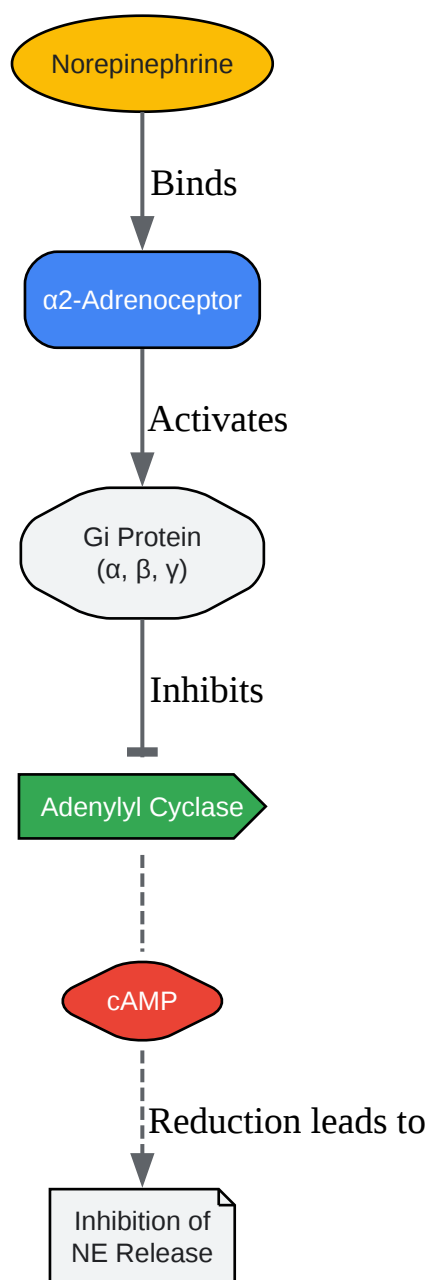 Norepinephrine
Binds
α2-Adrenoceptor
Activates
Gi Protein
(α, β, γ)
Inhibits
Adenylyl Cyclase
cAMP
Reduction leads to
Inhibition of
NE Release